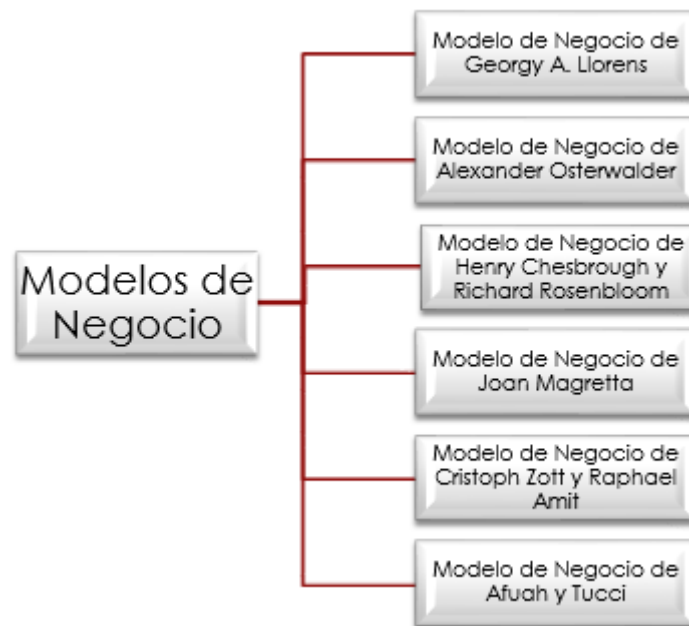 Modelos de
Negocio
Modelo de Negocio de
Georgy A. Llorens
Modelo de Negocio de
Alexander Osterwalder
Modelo de Negocio de
Henry Chesbrough y
Richard Rosenbloom
Modelo de Negocio de
Joan Magretta
Modelo de Negocio de
Cristoph Zott y Raphael
Amit
Modelo de Negocio de
Afuah y Tucci